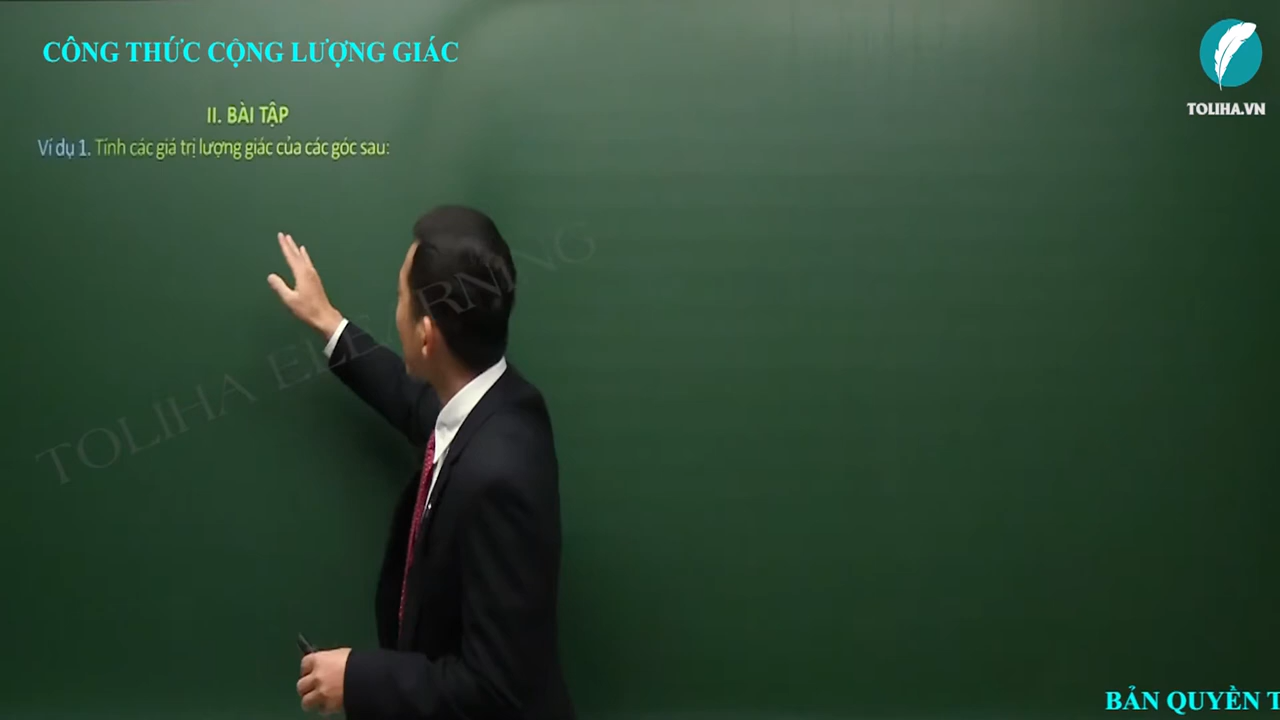 CÔNG THỨC CỘNG LƯỢNG GIÁC
TOLIHA.VN
II. BÀI TẬP
Ví dụ 1. Tính các giá trị lượng giác của các góc sau:
TOLIHA ELEARNING
BẢN QUYỀN T